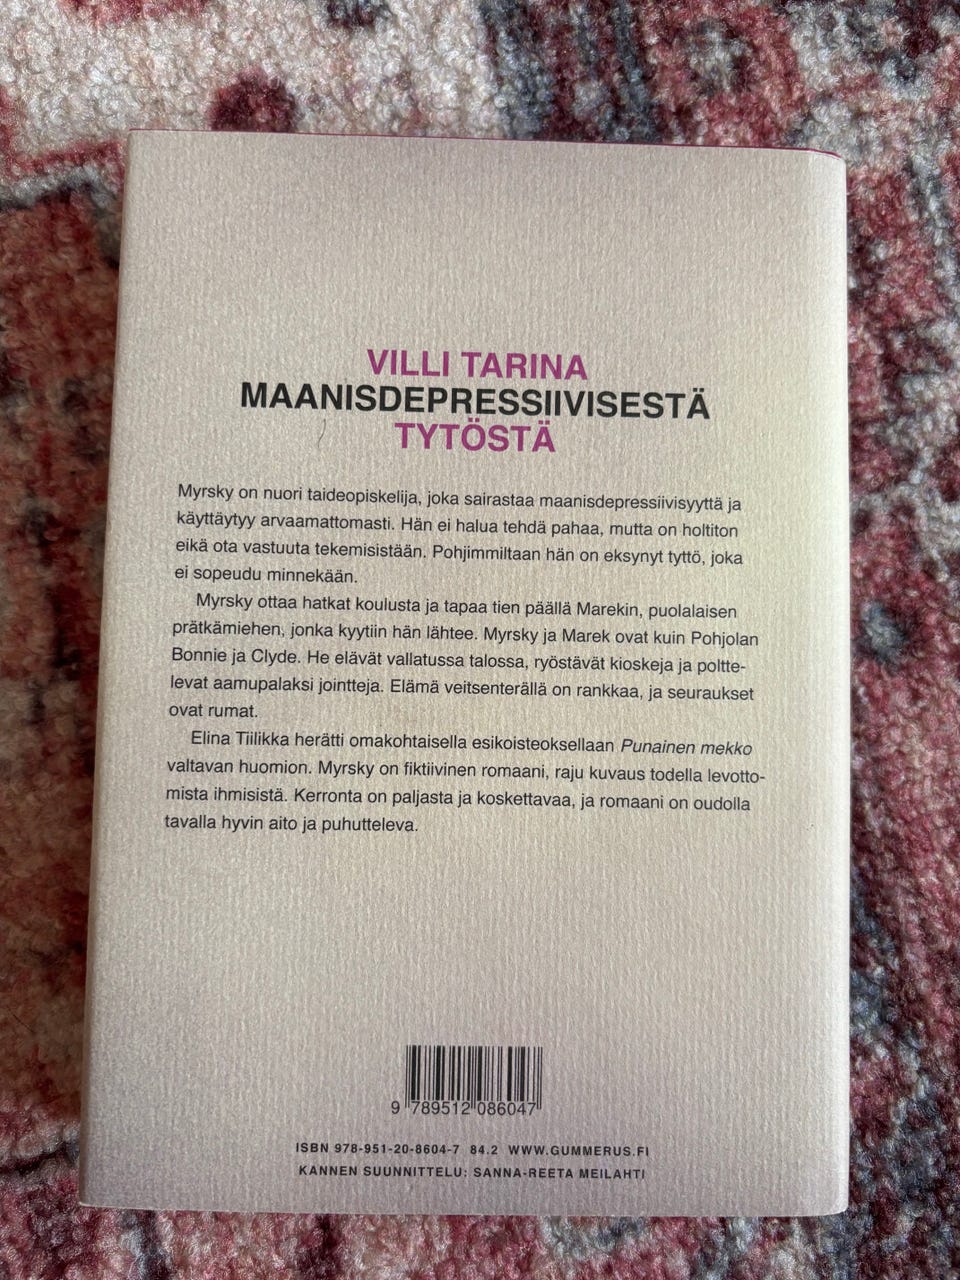 VILLI TARINA
MAANISDEPRESSIIVISESTÄ
TYTÖSTÄ
Myrsky on nuori taideopiskelija, joka sairastaa maanisdepressiivisyyttä ja
käyttäytyy arvaamattomasti. Hän ei halua tehdä pahaa, mutta on holtiton
eikä ota vastuuta tekemisistään. Pohjimmiltaan hän on eksynyt tyttö, joka
ei sopeudu minnekään.
Myrsky ottaa hatkat koulusta ja tapaa tien päällä Marekin, puolalaisen
prätkämiehen, jonka kyytiin hän lähtee. Myrsky ja Marek ovat kuin Pohjolan
Bonnie ja Clyde. He elävät vallatussa talossa, ryöstävät kioskeja ja poltte-
levat aamupalaksi jointteja. Elämä veitsenterällä on rankkaa, ja seuraukset
ovat rumat.
Elina Tiilikka herätti omakohtaisella esikoisteoksellaan Punainen mekko
valtavan huomion. Myrsky on fiktiivinen romaani, raju kuvaus todella levotto-
mista ihmisistä. Kerronta on paljasta ja koskettavaa, ja romaani on oudolla
tavalla hyvin aito ja puhutteleva.
9 789512 086047
ISBN 978-951-20-8604-7 84.2 WWW.GUMMERUS.FI
KANNEN SUUNNITTELU: SANNA-REETA MEILAHTI